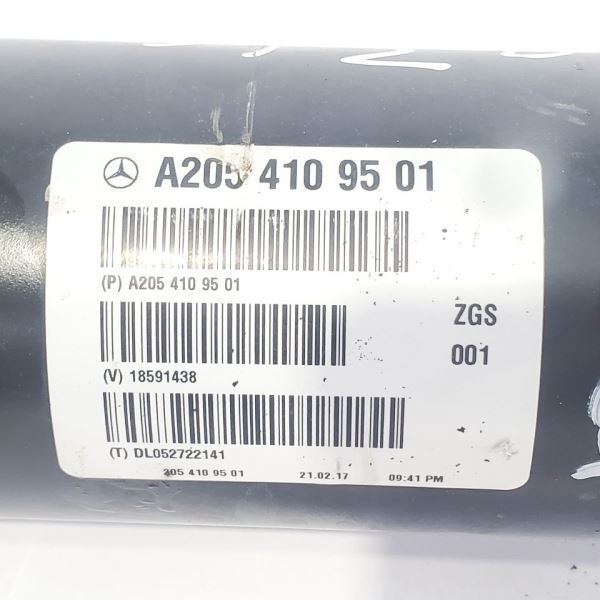 A205 410 95 01
(P) A205 410 95 01
ZGS
001
(V) 18591438
(T) DL052722141
205 410 95 01 21.02.17 09:41 PM